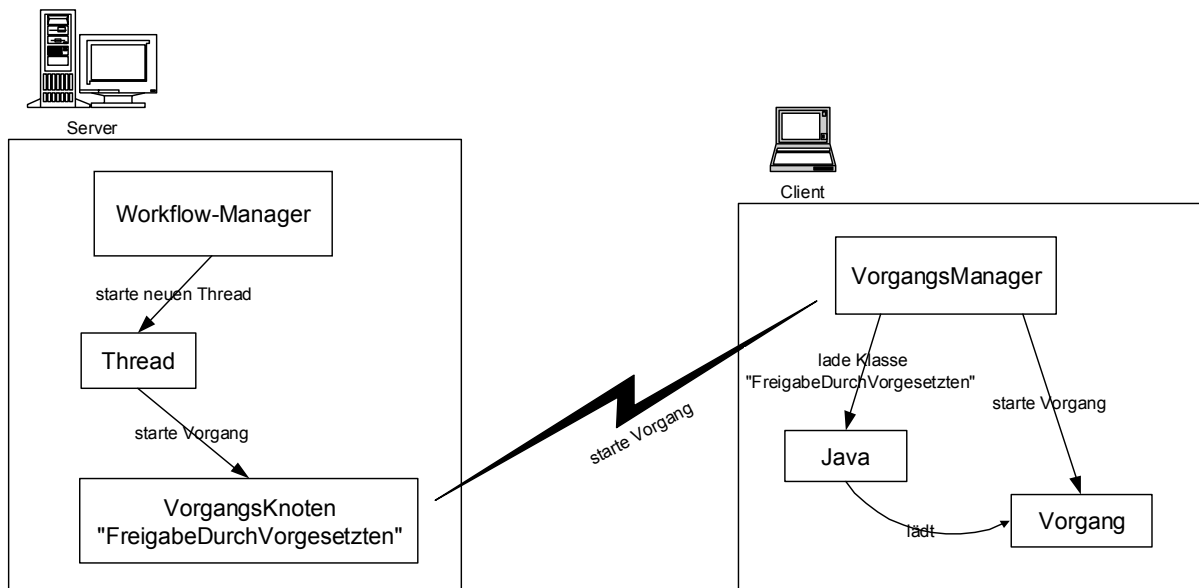 Server
Workflow-Manager
starte neuen Thread
Thread
starte Vorgang
VorgangsKnoten
"FreigabeDurchVorgesetzten"
starte Vorgang
Client
VorgangsManager
lade Klasse
"FreigabeDurchVorgesetzten"
starte Vorgang
Java
lädt
Vorgang